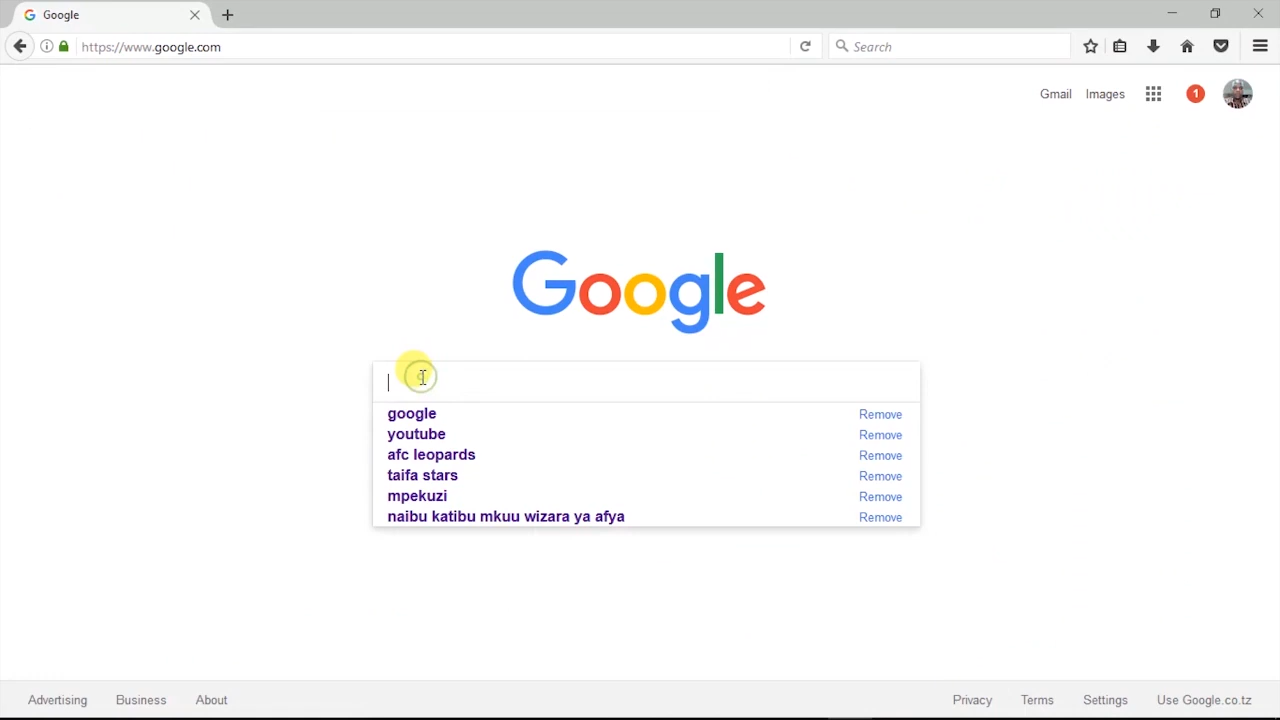 Google
https://www.google.com
Search
Gmail Images 1
Google
google Remove
youtube Remove
afc leopards Remove
taifa stars Remove
mpekuzi Remove
naibu katibu mkuu wizara ya afya Remove
Advertising Business About Privacy Terms Settings Use Google.co.tz